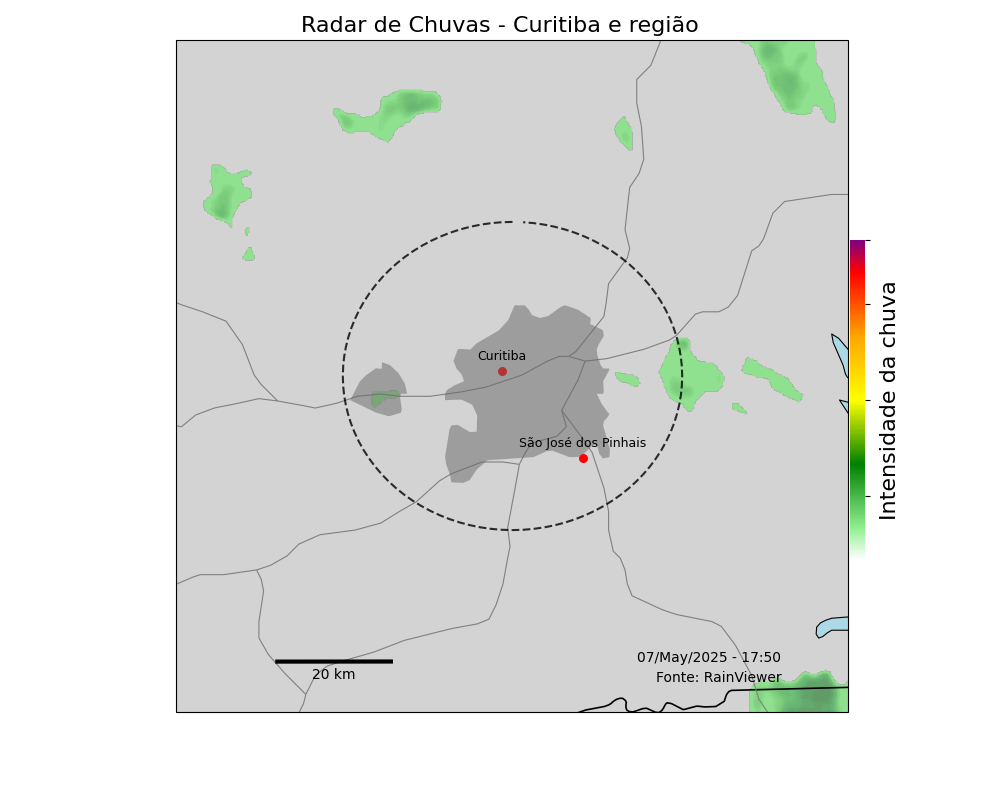 Radar de Chuvas - Curitiba e região
Curitiba
São José dos Pinhais
Intensidade da chuva
07/May/2025 - 17:50
Fonte: RainViewer
20 km